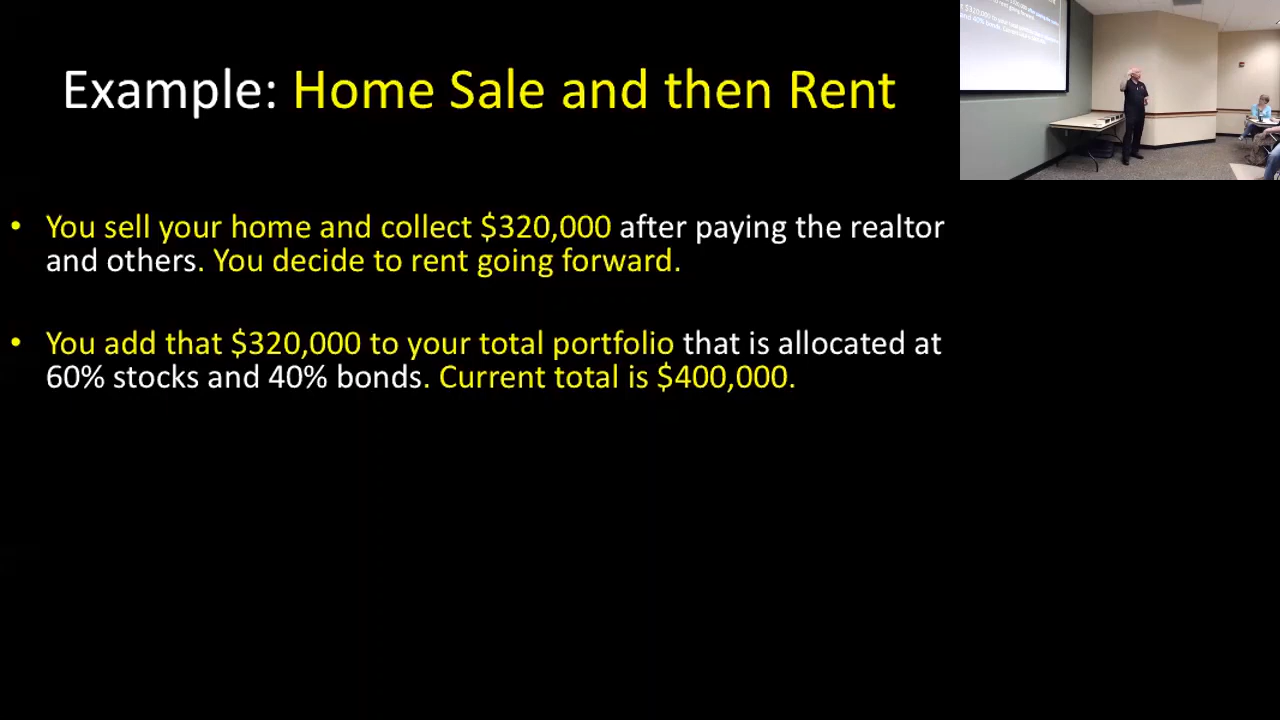 Example: Home Sale and then Rent
• You sell your home and collect $320,000 after paying the realtor
and others. You decide to rent going forward.
• You add that $320,000 to your total portfolio that is allocated at
60% stocks and 40% bonds. Current total is $400,000.